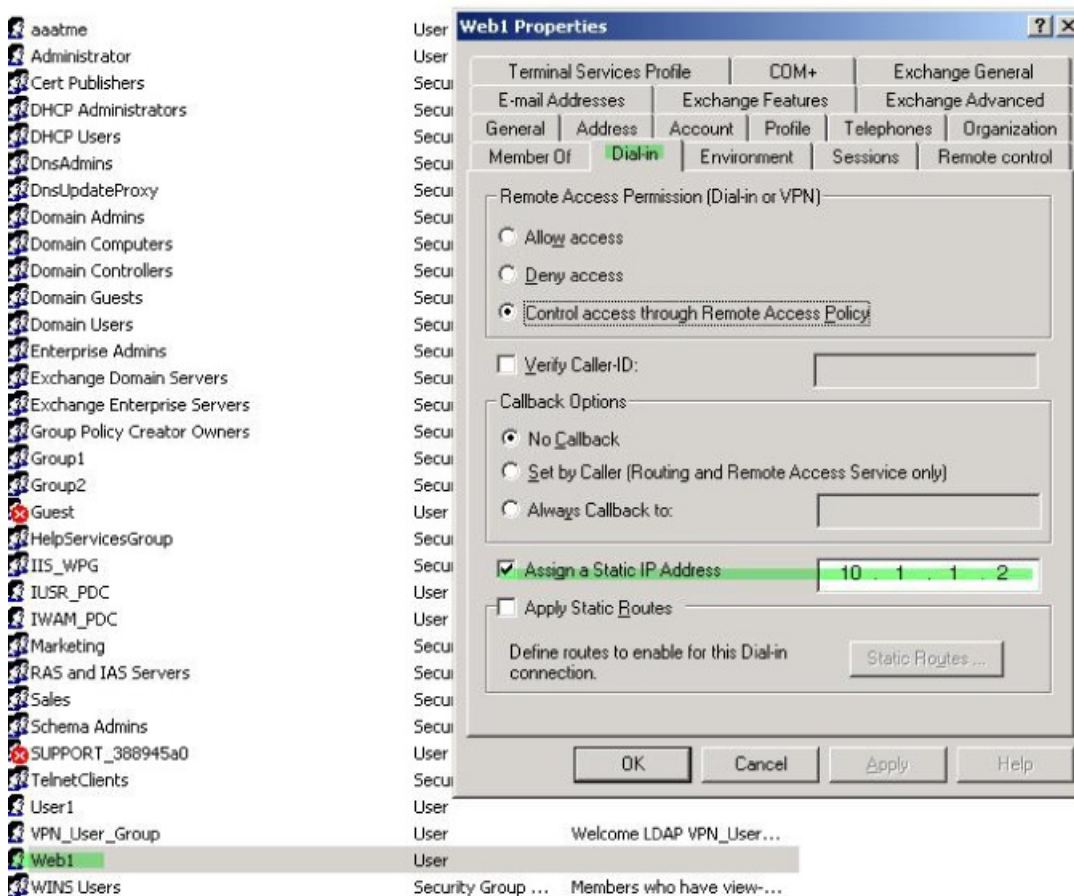 aaatme User
Administrator User
Cert Publishers Secu
DHCP Administrators Secu
DHCP Users Secu
DnsAdmins Secu
DnsUpdateProxy Secu
Domain Admins Secu
Domain Computers Secu
Domain Controllers Secu
Domain Guests Secu
Domain Users Secu
Enterprise Admins Secu
Exchange Domain Servers Secu
Exchange Enterprise Servers Secu
Group Policy Creator Owners Secu
Group1 Secu
Group2 Secu
Guest User
HelpServicesGroup Secu
IIS_WPG Secu
IUSR_PDC User
IWAM_PDC User
Marketing Secu
RAS and IAS Servers Secu
Sales Secu
Schema Admins Secu
SUPPORT_388945a0 User
TelnetClients Secu
User1 User
VPN_User_Group User Welcome LDAP VPN_User...
Web1 User
WINS Users Security Group ... Members who have view-...
Web1 Properties
Terminal Services Profile COM+ Exchange General
E-mail Addresses Exchange Features Exchange Advanced
General Address Account Profile Telephones Organization
Member Of Dial-in Environment Sessions Remote control
Remote Access Permission (Dial-in or VPN)
Allow access
Deny access
Control access through Remote Access Policy
Verify Caller-ID:
Callback Options
No Callback
Set by Caller (Routing and Remote Access Service only)
Always Callback to:
Assign a Static IP Address 10 . 1 . 1 . 2
Apply Static Routes
Define routes to enable for this Dial-in
connection.
Static Routes ...
OK Cancel Apply Help